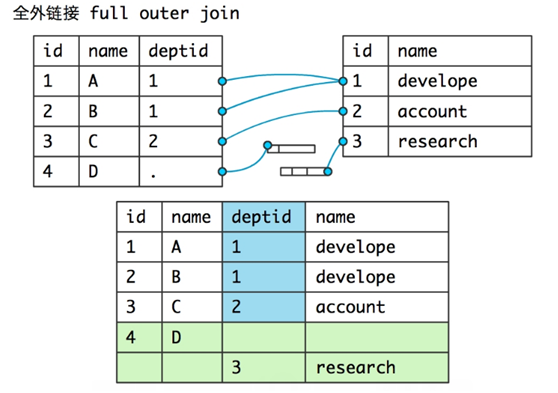 全外链接 full outer join
id name deptid
1 A 1
2 B 1
3 C 2
4 D .
id name
1 develope
2 account
3 research
id name deptid name
1 A 1 develope
2 B 1 develope
3 C 2 account
4 D
3 research